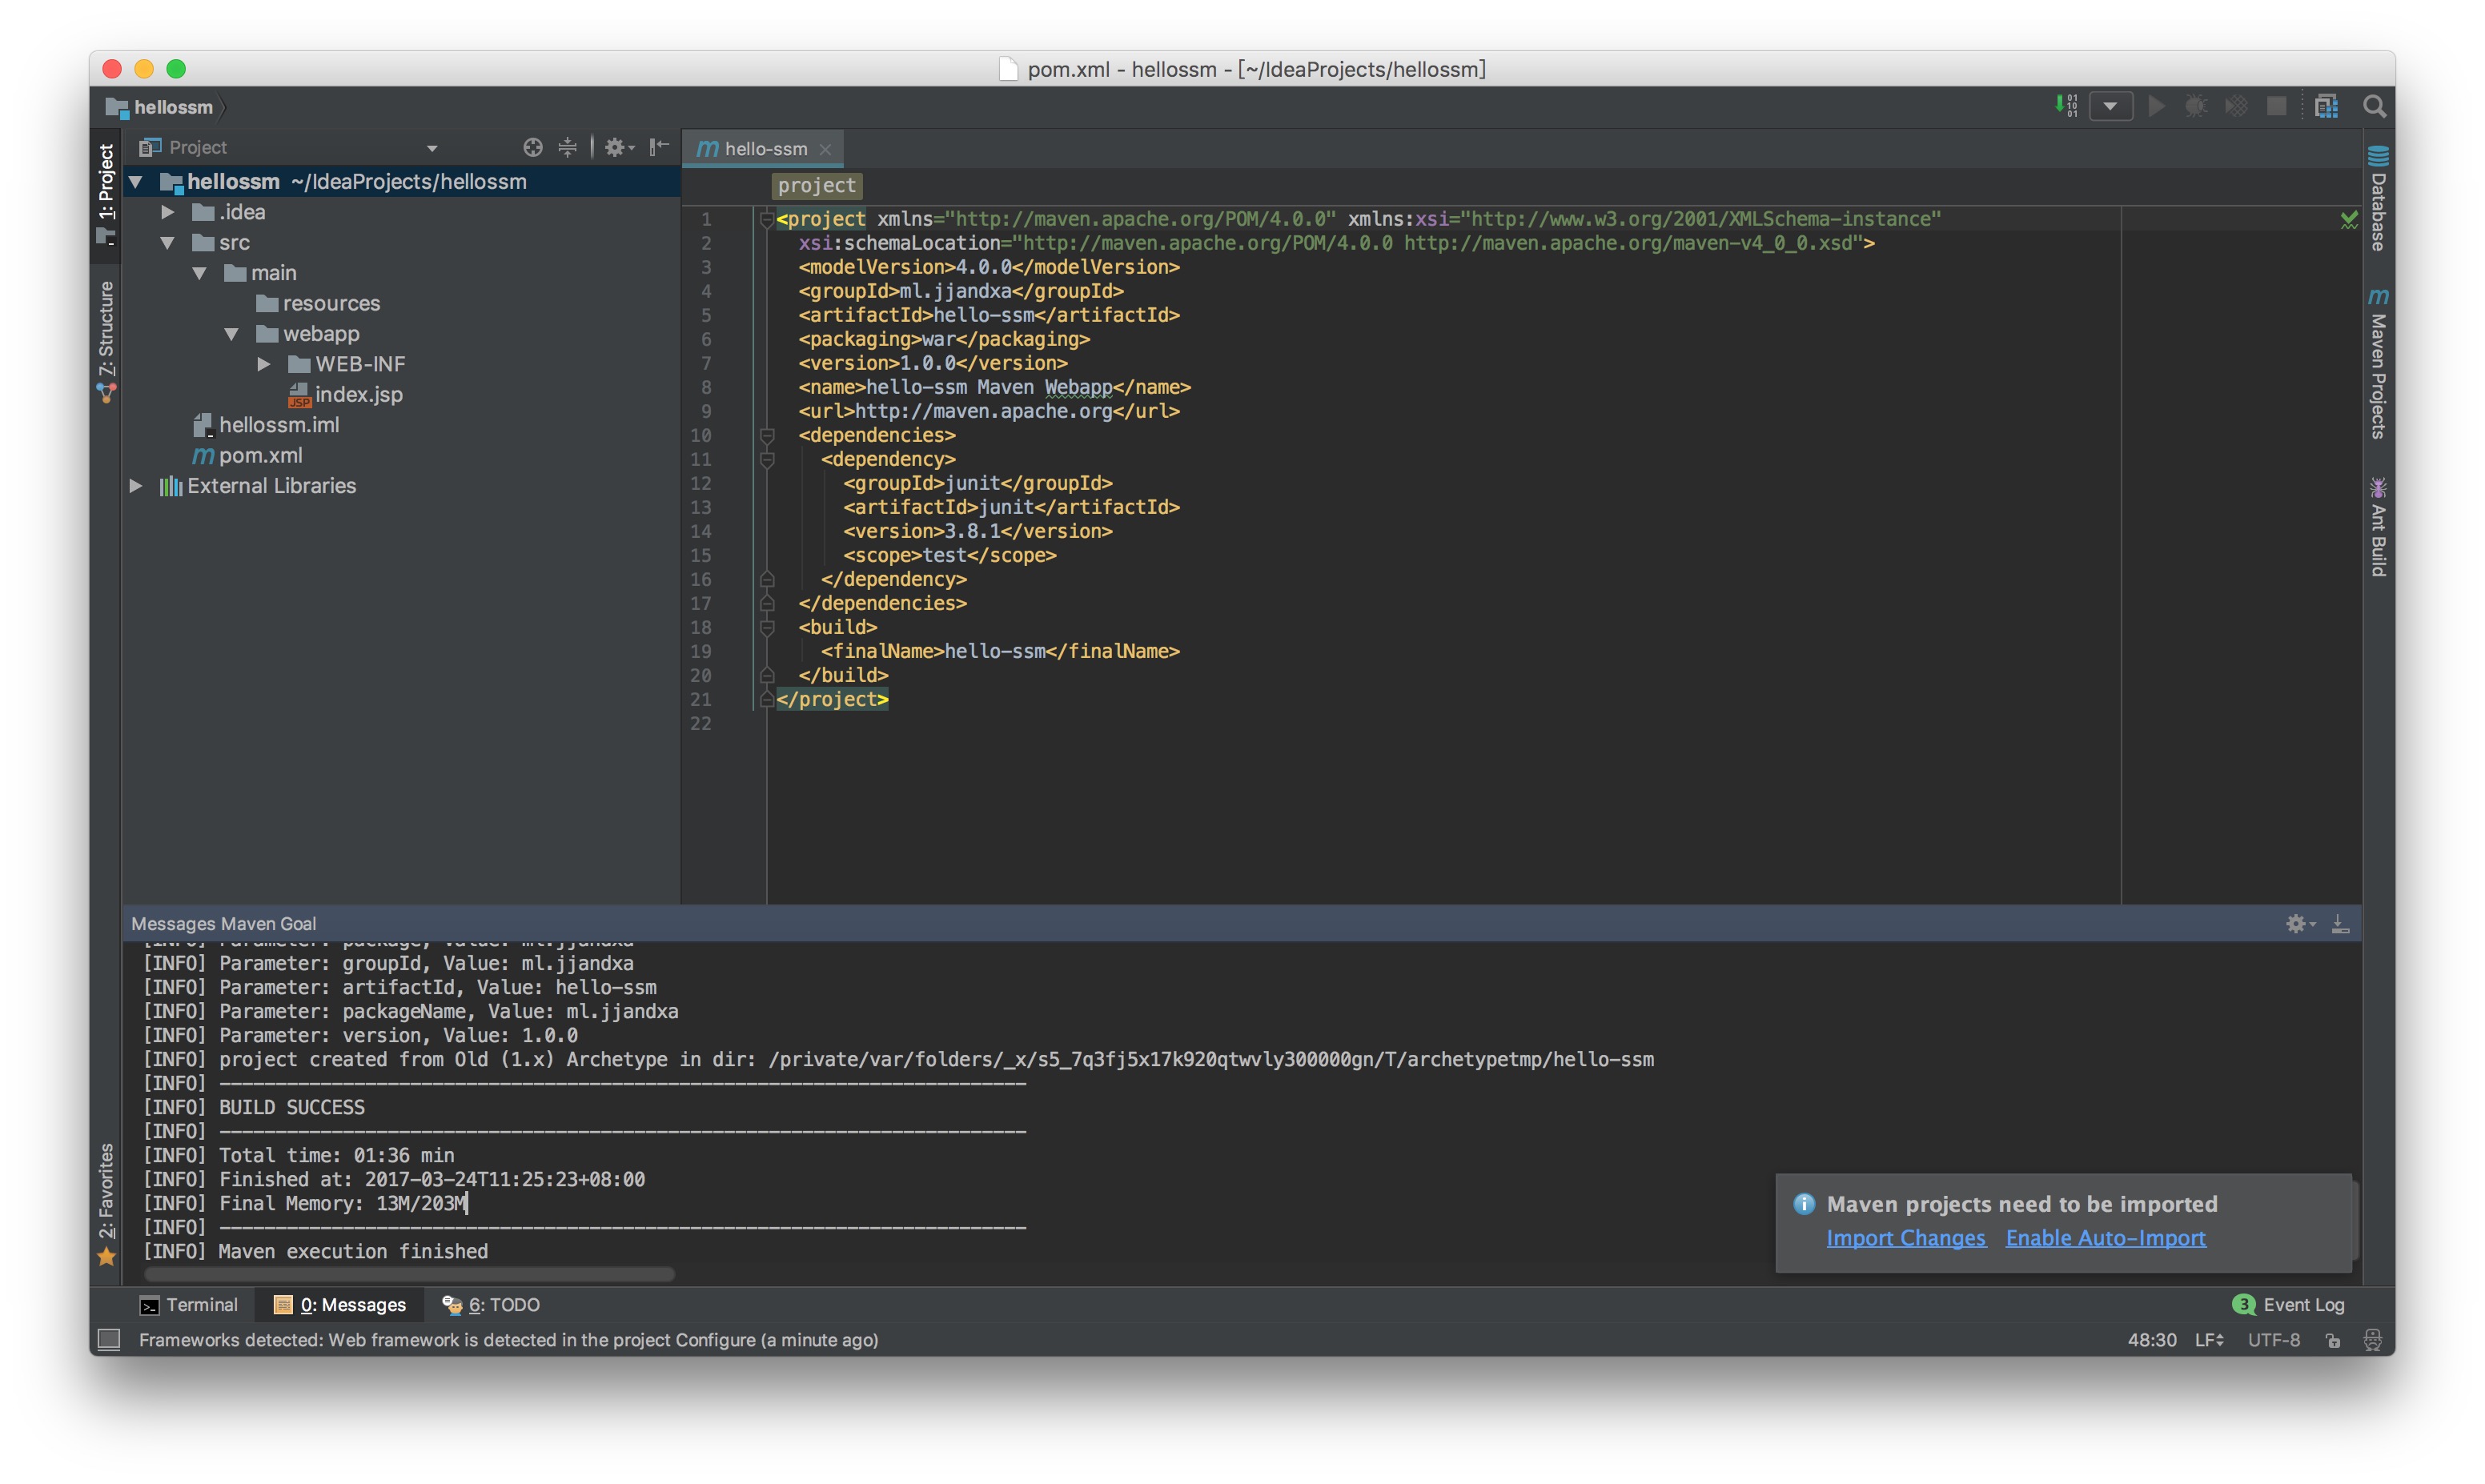 pom.xml - hellossm - [~/IdeaProjects/hellossm]
hellossm
1: Project
Project
hellossm ~/IdeaProjects/hellossm
.idea
src
main
resources
webapp
WEB-INF
index.jsp
hellossm.iml
pom.xml
External Libraries
7: Structure
2: Favorites
hello-ssm
project
1 <project xmlns="http://maven.apache.org/POM/4.0.0" xmlns:xsi="http://www.w3.org/2001/XMLSchema-instance"
2 xsi:schemaLocation="http://maven.apache.org/POM/4.0.0 http://maven.apache.org/maven-v4_0_0.xsd">
3 <modelVersion>4.0.0</modelVersion>
4 <groupId>ml.jjandxa</groupId>
5 <artifactId>hello-ssm</artifactId>
6 <packaging>war</packaging>
7 <version>1.0.0</version>
8 <name>hello-ssm Maven Webapp</name>
9 <url>http://maven.apache.org</url>
10 <dependencies>
11 <dependency>
12 <groupId>junit</groupId>
13 <artifactId>junit</artifactId>
14 <version>3.8.1</version>
15 <scope>test</scope>
16 </dependency>
17 </dependencies>
18 <build>
19 <finalName>hello-ssm</finalName>
20 </build>
21 </project>
22
Database
Maven Projects
Ant Build
Messages Maven Goal
[INFO] Parameter: package, Value: ml.jjandxa
[INFO] Parameter: groupId, Value: ml.jjandxa
[INFO] Parameter: artifactId, Value: hello-ssm
[INFO] Parameter: packageName, Value: ml.jjandxa
[INFO] Parameter: version, Value: 1.0.0
[INFO] project created from Old (1.x) Archetype in dir: /private/var/folders/_x/s5_7q3fj5x17k920qtwvly300000gn/T/archetypetmp/hello-ssm
[INFO] ------------------------------------------------------------------------
[INFO] BUILD SUCCESS
[INFO] ------------------------------------------------------------------------
[INFO] Total time: 01:36 min
[INFO] Finished at: 2017-03-24T11:25:23+08:00
[INFO] Final Memory: 13M/203M
[INFO] ------------------------------------------------------------------------
[INFO] Maven execution finished
Maven projects need to be imported
Import Changes Enable Auto-Import
Terminal 0: Messages 6: TODO 3 Event Log
Frameworks detected: Web framework is detected in the project Configure (a minute ago) 48:30 LF UTF-8